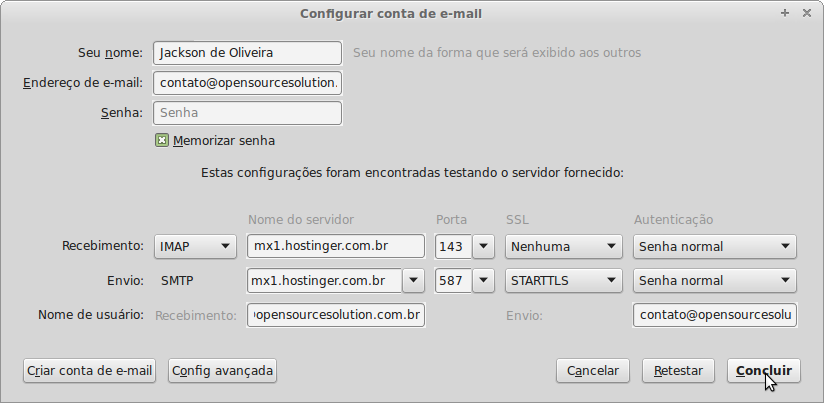 Configurar conta de e-mail
Seu nome: Jackson de Oliveira Seu nome da forma que será exibido aos outros
Endereço de e-mail: contato@opensourcesolution.
Senha: Senha
Memorizar senha
Estas configurações foram encontradas testando o servidor fornecido:
Nome do servidor Porta SSL Autenticação
Recebimento: IMAP mx1.hostinger.com.br 143 Nenhuma Senha normal
Envio: SMTP mx1.hostinger.com.br 587 STARTTLS Senha normal
Nome de usuário: Recebimento: opensourcesolution.com.br Envio: contato@opensourcesolu
Criar conta de e-mail Config avançada Cancelar Retestar Concluir